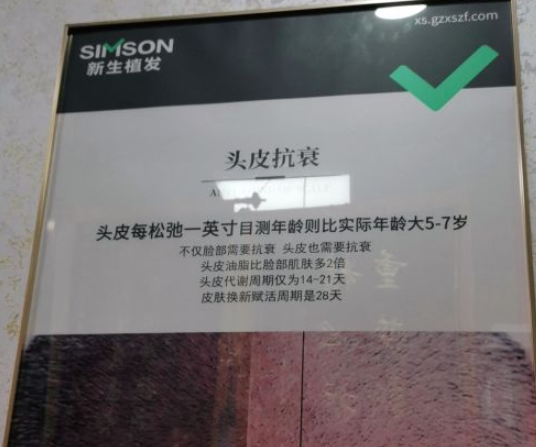 xs.gzxszf.com
SIMSON
新生植发
头皮抗衰
头皮每松弛一英寸目测年龄则比实际年龄大5-7岁
不仅脸部需要抗衰 头皮也需要抗衰
头皮油脂比脸部肌肤多2倍
头皮代谢周期仅为14-21天
皮肤换新赋活周期是28天